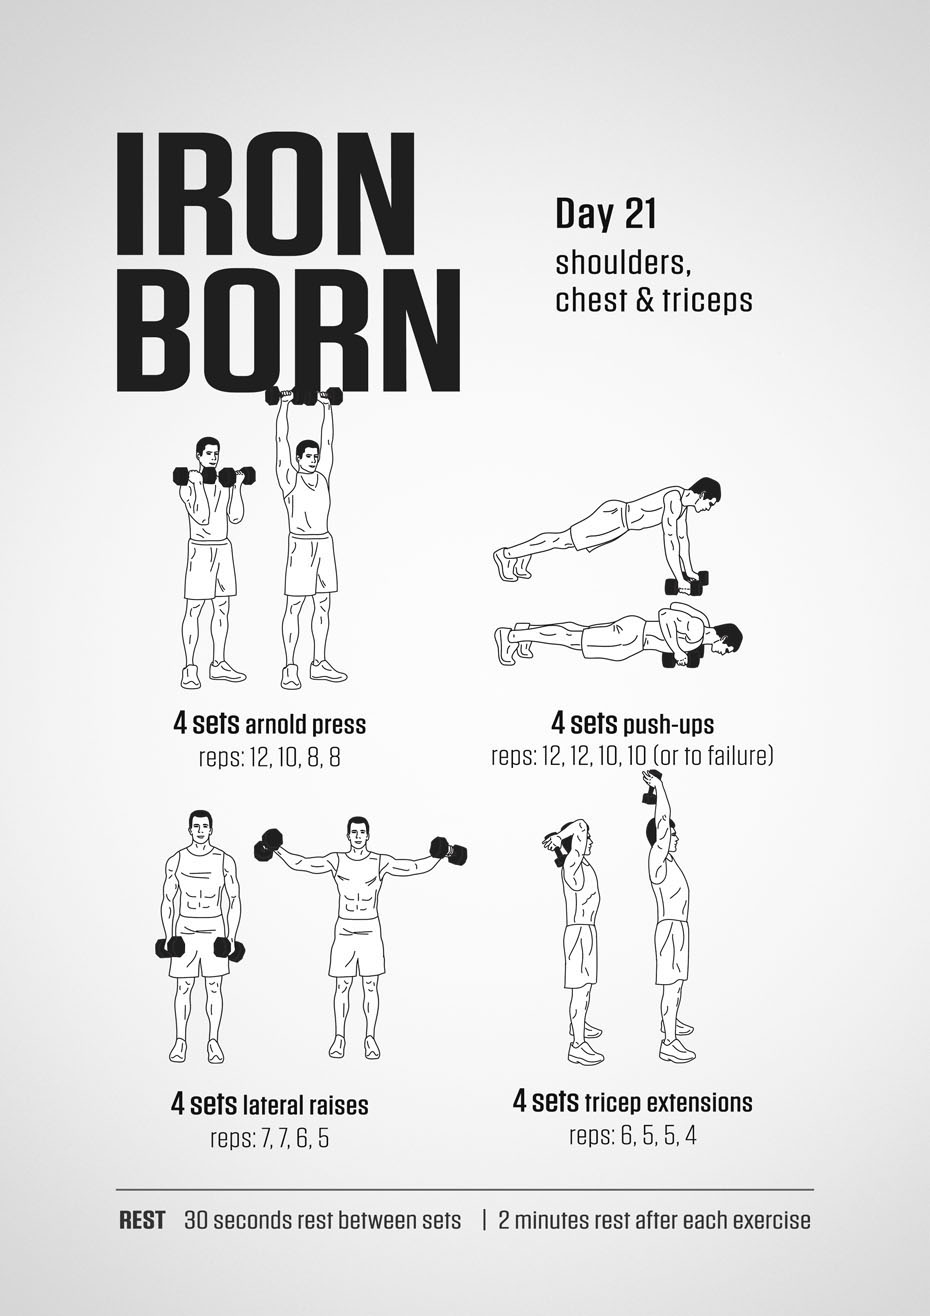 IRON
BORN
Day 21
shoulders,
chest & triceps
4 sets arnold press
reps: 12, 10, 8, 8
4 sets push-ups
reps: 12, 12, 10, 10 (or to failure)
4 sets lateral raises
reps: 7, 7, 6, 5
4 sets tricep extensions
reps: 6, 5, 5, 4
REST 30 seconds rest between sets | 2 minutes rest after each exercise